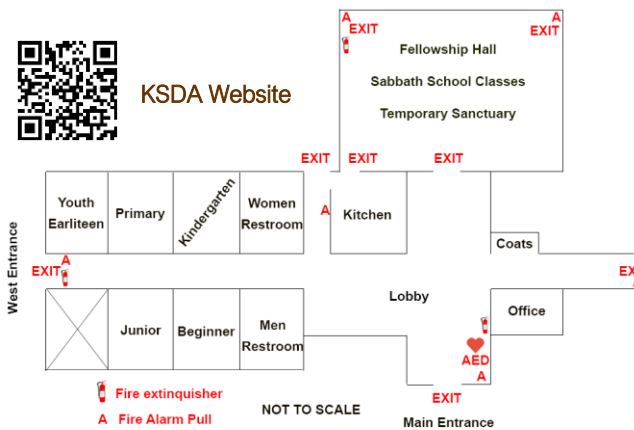 A
EXIT
A
EXIT
Fellowship Hall
Sabbath School Classes
Temporary Sanctuary
KSDA Website
EXIT
EXIT
EXIT
Youth
Earliteen
Primary
Kindergarten
Women
Restroom
A
Kitchen
Coats
West Entrance
A
EXIT
EXIT
Lobby
Junior
Beginner
Men
Restroom
Office
AED
A
EXIT
Fire extinguisher
A Fire Alarm Pull
NOT TO SCALE
Main Entrance